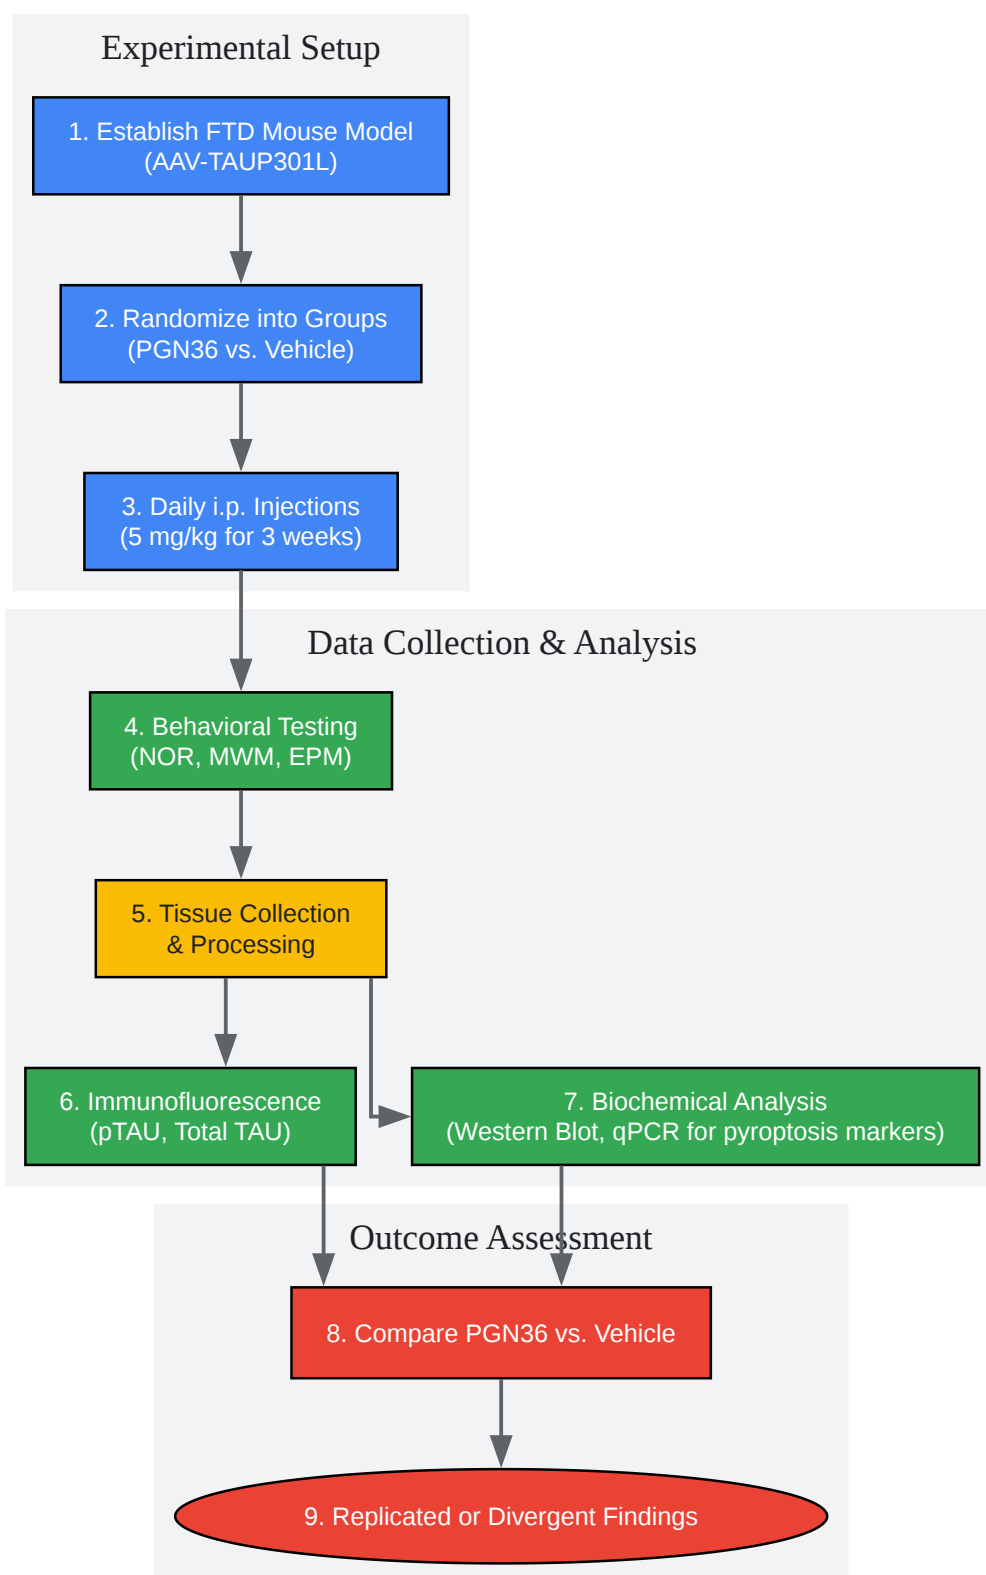 Experimental Setup
1. Establish FTD Mouse Model
(AAV-TAUP301L)
2. Randomize into Groups
(PGN36 vs. Vehicle)
3. Daily i.p. Injections
(5 mg/kg for 3 weeks)
Data Collection & Analysis
4. Behavioral Testing
(NOR, MWM, EPM)
5. Tissue Collection
& Processing
6. Immunofluorescence
(pTAU, Total TAU)
7. Biochemical Analysis
(Western Blot, qPCR for pyroptosis markers)
Outcome Assessment
8. Compare PGN36 vs. Vehicle
9. Replicated or Divergent Findings